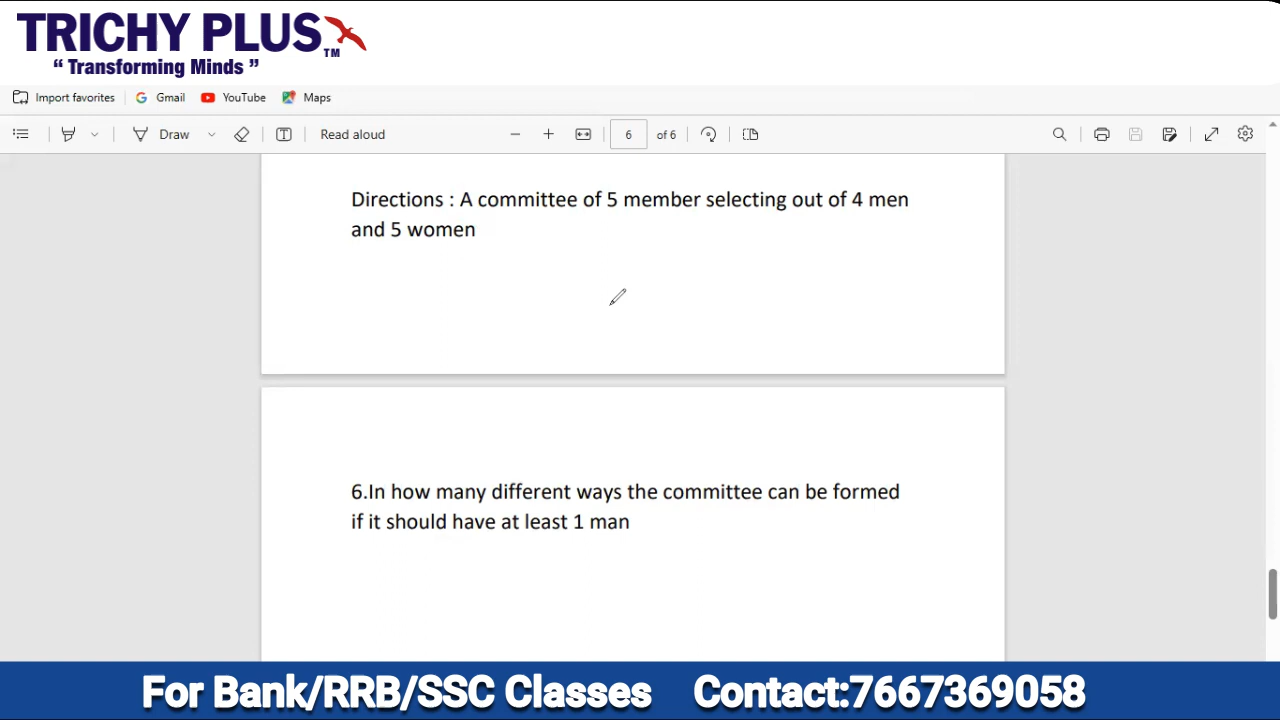 TRICHY PLUS TM
“ Transforming Minds ”
Import favorites Gmail YouTube Maps
Draw Read aloud 6 of 6
Directions : A committee of 5 member selecting out of 4 men
and 5 women
6.In how many different ways the committee can be formed
if it should have at least 1 man
For Bank/RRB/SSC Classes Contact:7667369058